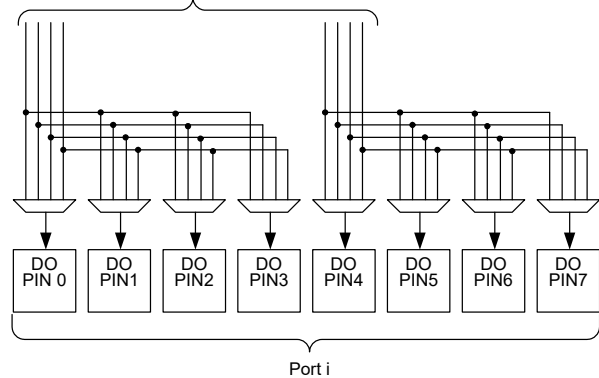 DO
PIN 0
DO
PIN1
DO
PIN2
DO
PIN3
DO
PIN4
DO
PIN5
DO
PIN6
DO
PIN7
Port i